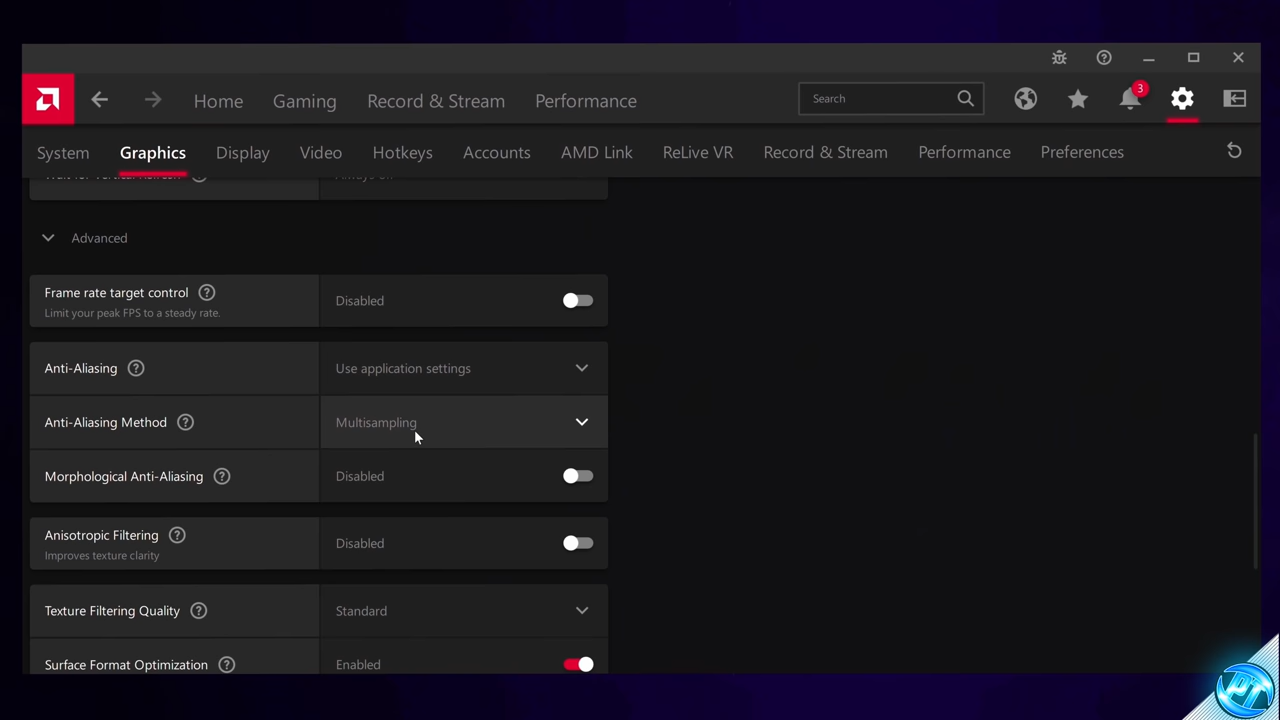 3
Home
Gaming
Record & Stream
Performance
Search
System
Graphics
Display
Video
Hotkeys
Accounts
AMD Link
ReLive VR
Record & Stream
Performance
Preferences
Advanced
Frame rate target control
Limit your peak FPS to a steady rate.
Disabled
Anti-Aliasing
Use application settings
Anti-Aliasing Method
Multisampling
Morphological Anti-Aliasing
Disabled
Anisotropic Filtering
Improves texture clarity
Disabled
Texture Filtering Quality
Standard
Surface Format Optimization
Enabled
PT